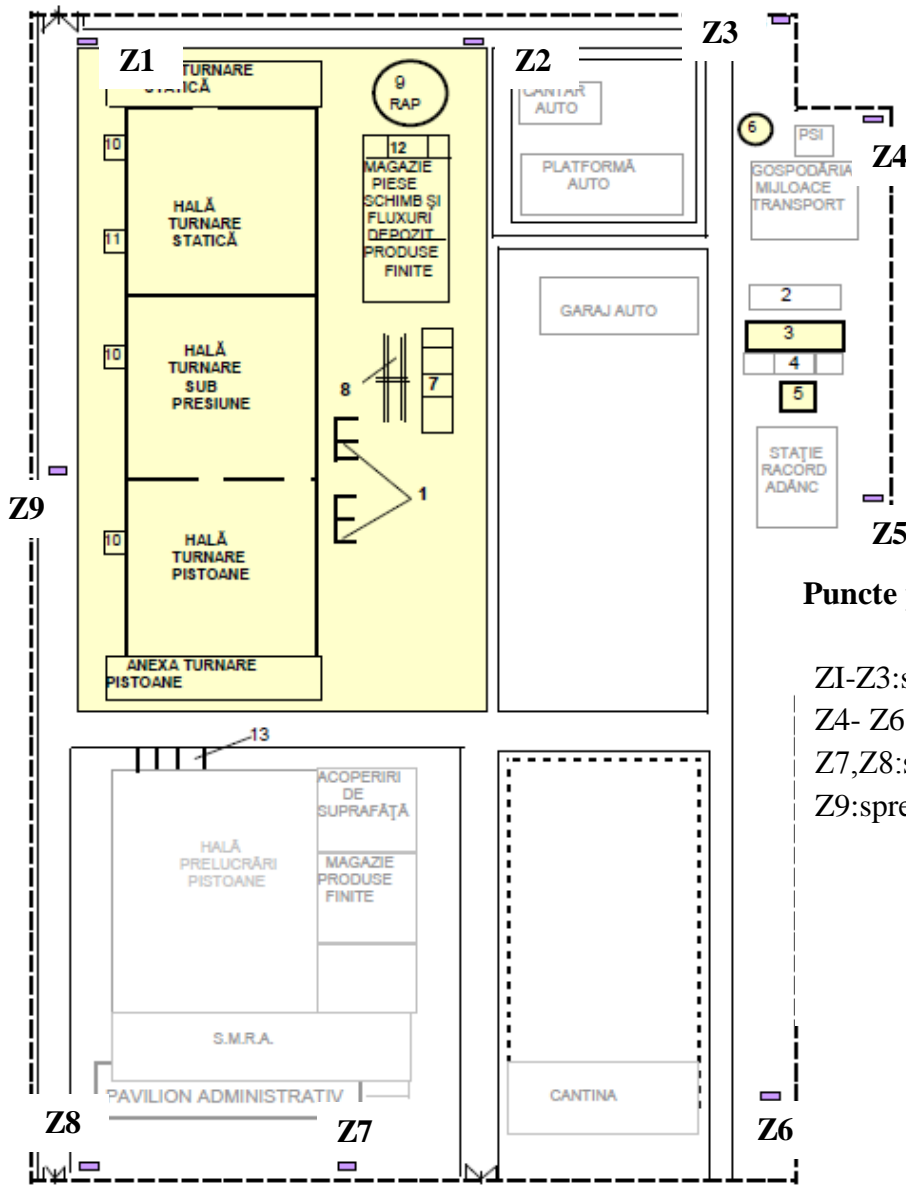 Z1
Z2
Z3
TURNARE
STATICĂ
9
RAP
CANTAR
AUTO
6
PSI
Z4
10
12
MAGAZIE
PIESE
SCHIMB ŞI
FLUXURI
DEPOZIT
PRODUSE
FINITE
PLATFORMĂ
AUTO
GOSPODĂRIA
MIJLOACE
TRANSPORT
HALĂ
TURNARE
STATICĂ
11
GARAJ AUTO
2
3
4
5
10
HALĂ
TURNARE
SUB
PRESIUNE
8
7
1
STAŢIE
RACORD
ADÂNC
Z9
Z5
10
HALĂ
TURNARE
PISTOANE
Puncte
ANEXA TURNARE
PISTOANE
ZI-Z3:s
Z4- Z6
Z7,Z8:s
Z9:spre
13
ACOPERIRI
DE
SUPRAFĂŢĂ
HALĂ
PRELUCRĂRI
PISTOANE
MAGAZIE
PRODUSE
FINITE
S.M.R.A.
PAVILION ADMINISTRATIV
CANTINA
Z8
Z7
Z6